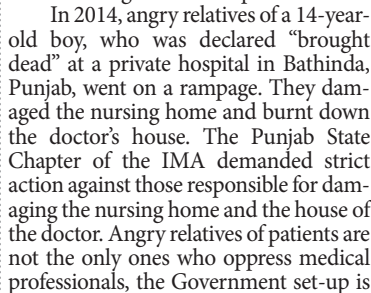 In 2014, angry relatives of a 14-year-
old boy, who was declared “brought
dead” at a private hospital in Bathinda,
Punjab, went on a rampage. They dam-
aged the nursing home and burnt down
the doctor’s house. The Punjab State
Chapter of the IMA demanded strict
action against those responsible for dam-
aging the nursing home and the house of
the doctor. Angry relatives of patients are
not the only ones who oppress medical
professionals, the Government set-up is